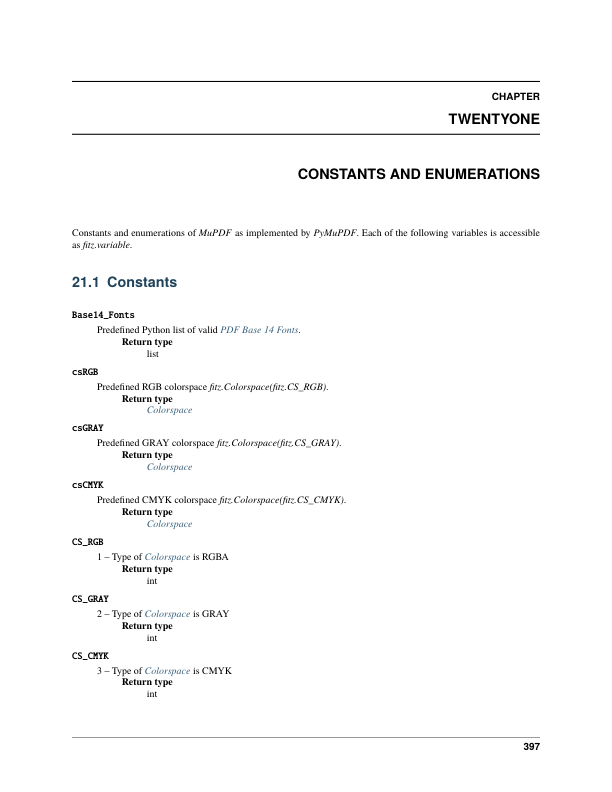 CHAPTER
TWENTYONE
CONSTANTS AND ENUMERATIONS
Constants and enumerations of MuPDF as implemented by PyMuPDF. Each of the following variables is accessible
as fitz.variable.
21.1 Constants
Base14_Fonts
Predefined Python list of valid PDF Base 14 Fonts.
Return type
list
csRGB
Predefined RGB colorspace fitz.Colorspace(fitz.CS_RGB).
Return type
Colorspace
csGRAY
Predefined GRAY colorspace fitz.Colorspace(fitz.CS_GRAY).
Return type
Colorspace
csCMYK
Predefined CMYK colorspace fitz.Colorspace(fitz.CS_CMYK).
Return type
Colorspace
CS_RGB
1 – Type of Colorspace is RGBA
Return type
int
CS_GRAY
2 – Type of Colorspace is GRAY
Return type
int
CS_CMYK
3 – Type of Colorspace is CMYK
Return type
int
397